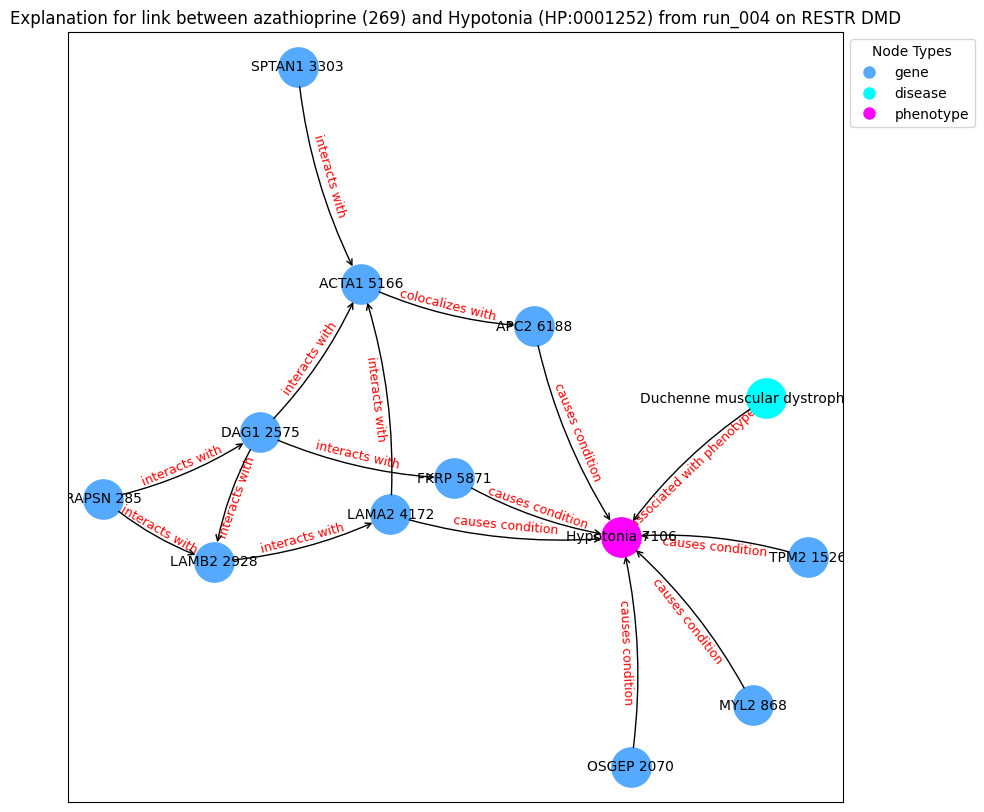 Explanation for link between azathioprine (269) and Hypotonia (HP:0001252) from run_004 on RESTR DMD
Node Types
gene
disease
phenotype
SPTAN1 3303
interacts with
ACTA1 5166
colocalizes with
APC2 6188
interacts with
interacts with
causes condition
Duchenne muscular dystroph
DAG1 2575
interacts with
interacts with
interacts with
FKRP 5871
causes condition
RAPSN 285
interacts with
LAMA2 4172
causes condition
interacts with
ssociated with phenotype
Hypotonia 7106
causes condition
LAMB2 2928
TPM2 1526
causes condition
causes condition
MYL2 868
OSGEP 2070